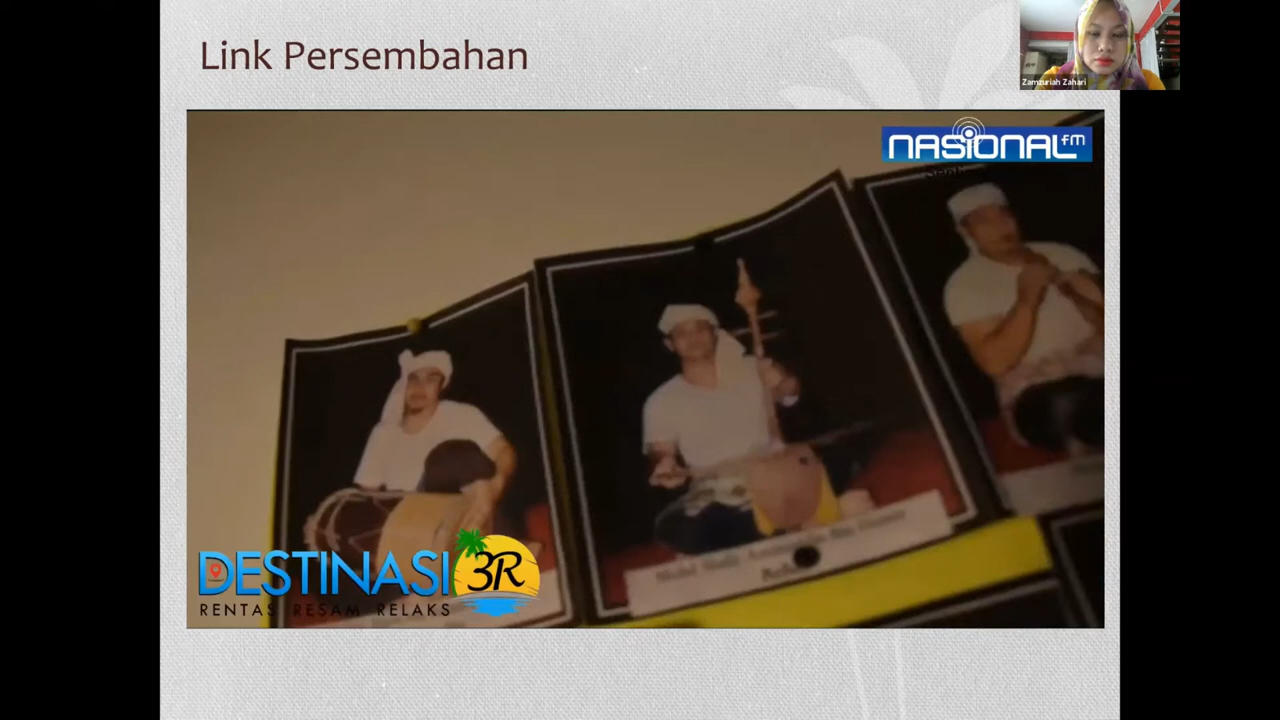 Link Persembahan
Zamzuriah Zahari
NASIONAL fm
DESTINASI 3R
RENTAS RESAM RELAKS